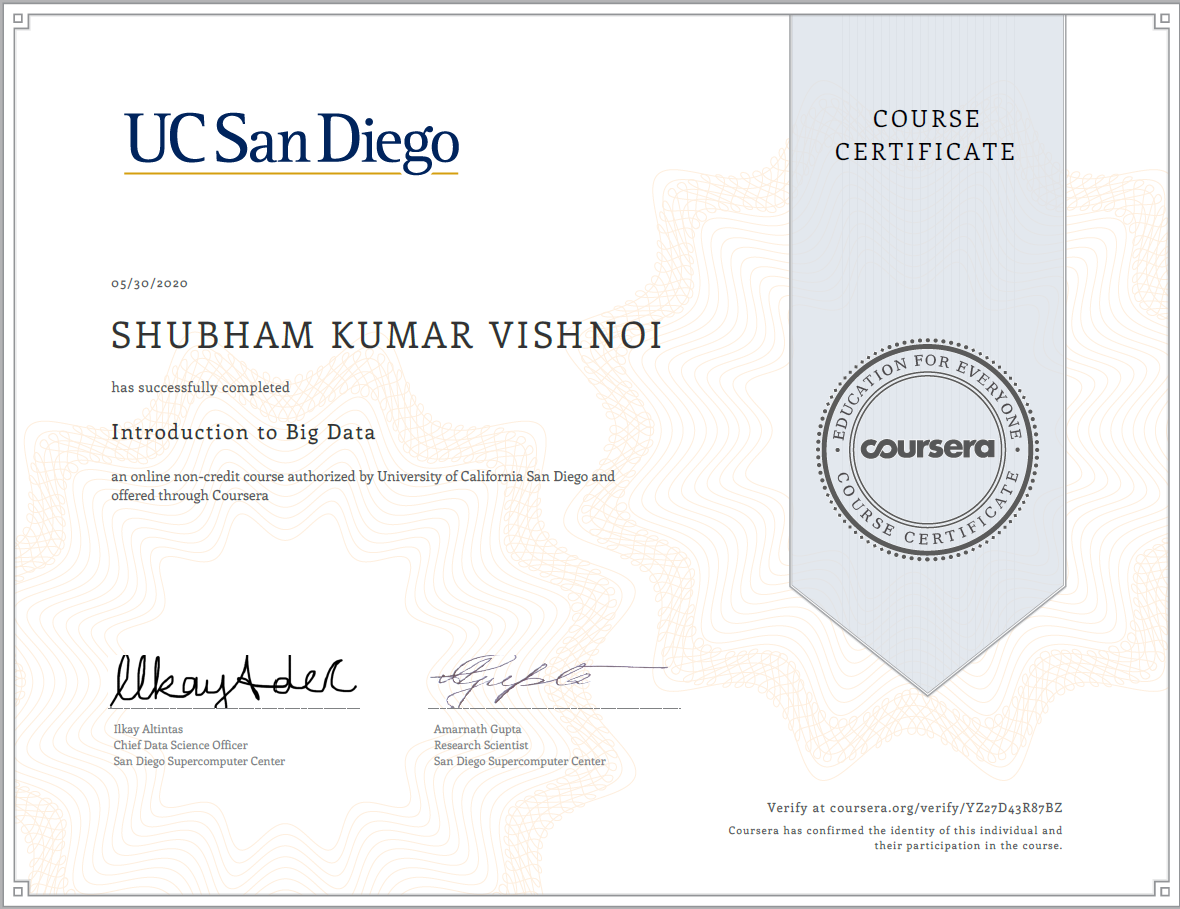 UC San Diego
COURSE
CERTIFICATE
05/30/2020
SHUBHAM KUMAR VISHNOI
has successfully completed
Introduction to Big Data
an online non-credit course authorized by University of California San Diego and
offered through Coursera
EDUCATION FOR EVERYONE
coursera
COURSE CERTIFICATE
Ilkay Altintas
Chief Data Science Officer
San Diego Supercomputer Center
Amarnath Gupta
Research Scientist
San Diego Supercomputer Center
Verify at coursera.org/verify/YZ27D43R87BZ
Coursera has confirmed the identity of this individual and
their participation in the course.